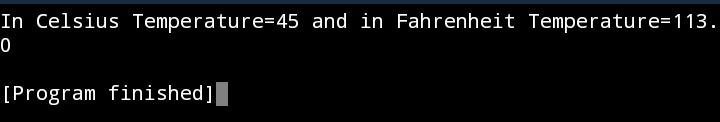 In Celsius Temperature=45 and in Fahrenheit Temperature=113.
0
[Program finished]